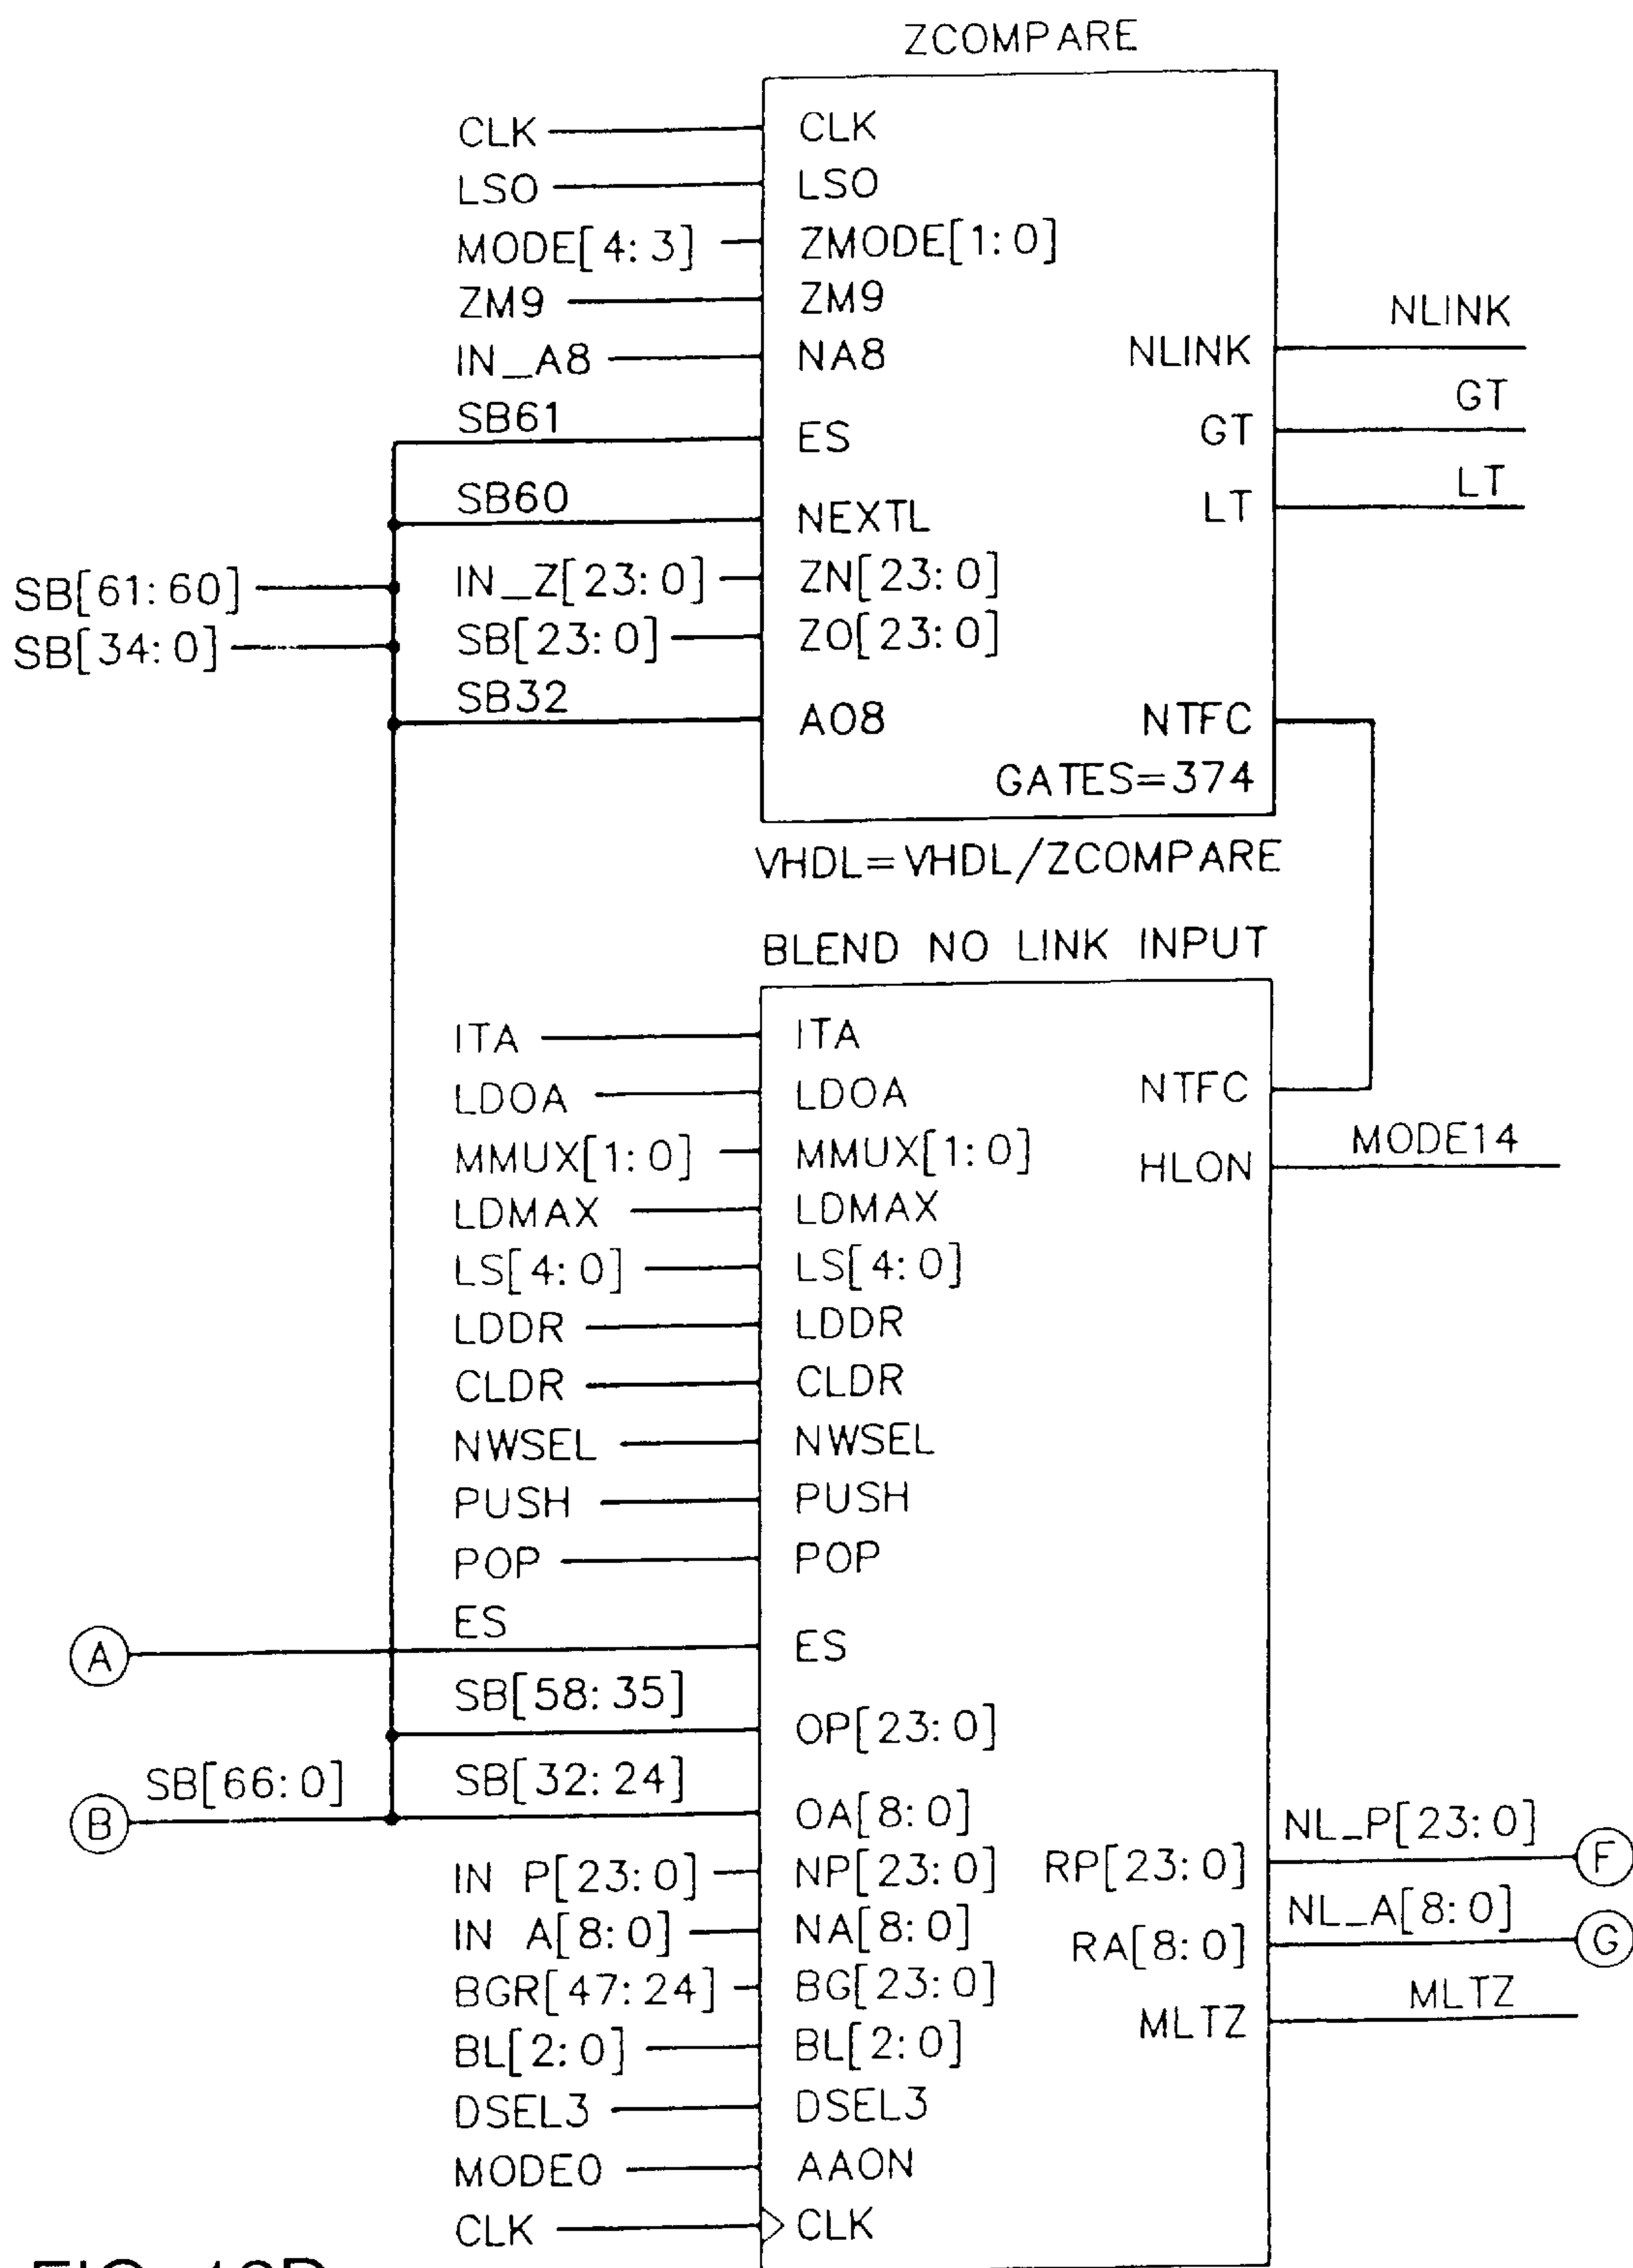 ZCOMPARE
CLK CLK
LSO LSO
MODE[4:3] ZMODE[1:0]
ZM9 ZM9
NLINK
IN_A8 NA8 NLINK
GT
SB61
ES GT
LT
SB60
NEXTL LT
SB[61:60] IN_Z[23:0] ZN[23:0]
SB[34:0] SB[23:0] ZO[23:0]
SB32
AO8 NTFC
GATES=374
VHDL=VHDL/ZCOMPARE
BLEND NO LINK INPUT
ITA ITA
LDOA LDOA NTFC
MODE14
MMUX[1:0] MMUX[1:0] HLON
LDMAX LDMAX
LS[4:0] LS[4:0]
LDDR LDDR
CLDR CLDR
NWSEL NWSEL
PUSH PUSH
POP POP
ES
A ES
SB[58:35]
OP[23:0]
SB[66:0] SB[32:24]
B OA[8:0]
NL_P[23:0]
IN P[23:0] NP[23:0] RP[23:0] F
NL_A[8:0]
IN A[8:0] NA[8:0] RA[8:0] G
BGR[47:24] BG[23:0]
MLTZ
BL[2:0] BL[2:0] MLTZ
DSEL3 DSEL3
MODE0 AAON
CLK CLK